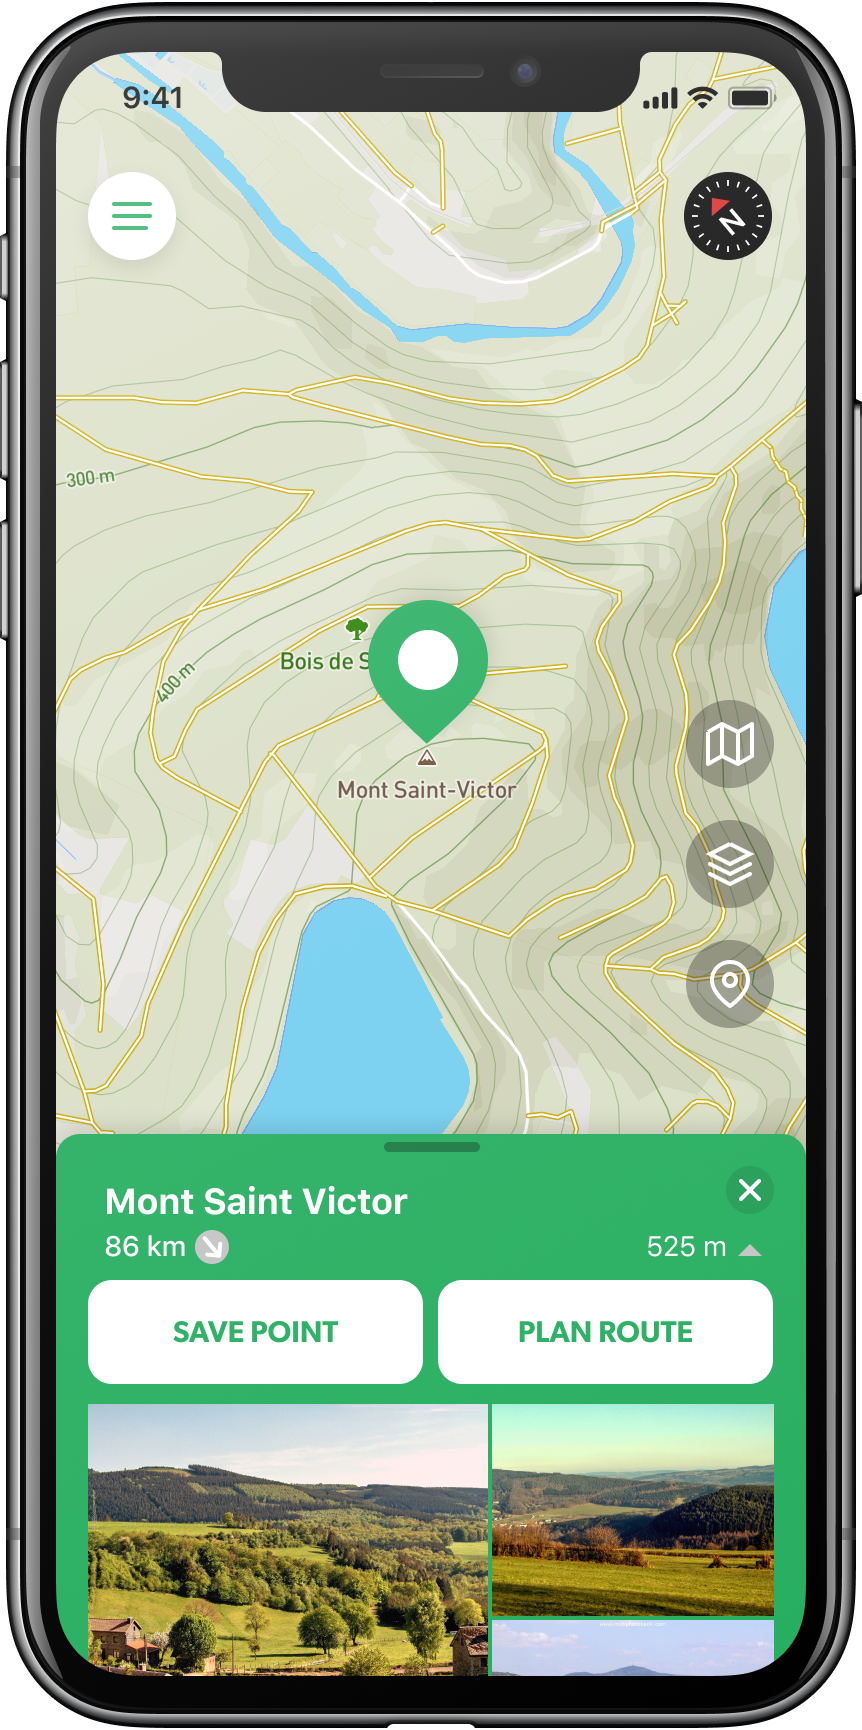 9:41
N
300 m
400 m
Bois de S
Mont Saint-Victor
Mont Saint Victor
86 km
525 m
SAVE POINT
PLAN ROUTE